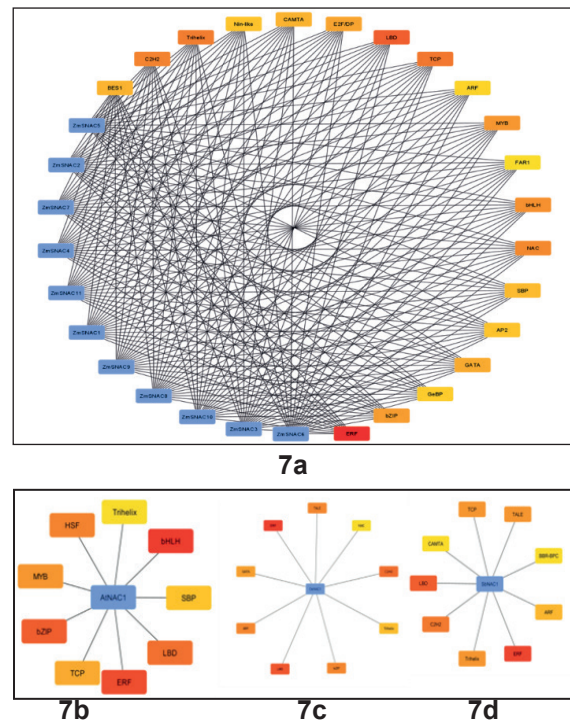 Nin-like
CAMTA
E2F/DP
LBD
TCP
ARF
MYB
FAR1
bHLH
NAC
SBP
AP2
GATA
GeBP
bZIP
ERF
ZmSNAC6
ZmSNAC3
ZmSNAC10
ZmSNAC8
ZmSNAC9
ZmSNAC1
ZmSNAC11
ZmSNAC4
ZmSNAC7
ZmSNAC2
ZmSNAC5
BES1
C2H2
Trihelix
7a
Trihelix
bHLH
SBP
LBD
ERF
TCP
bZIP
MYB
HSF
AtNAC1
TCP
TALE
BBR-BPC
ARF
ERF
Trihelix
C2H2
LBD
CAMTA
7b
7c
7d